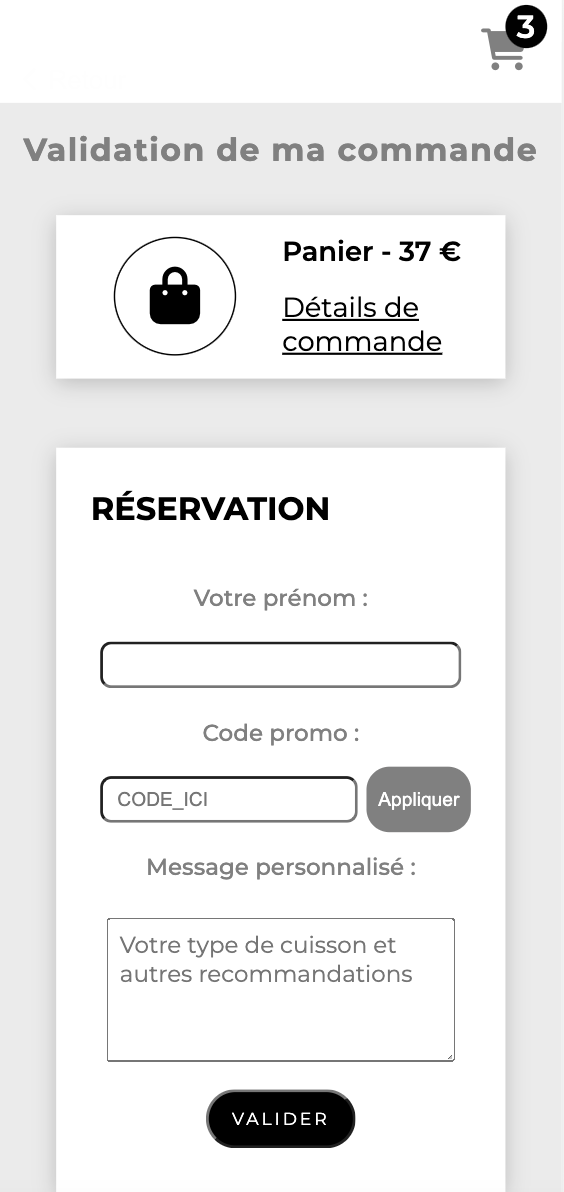 3
Validation de ma commande
Panier - 37 €
Détails de
commande
RÉSERVATION
Votre prénom :
Code promo :
CODE_ICI
Appliquer
Message personnalisé :
Votre type de cuisson et
autres recommandations
VALIDER